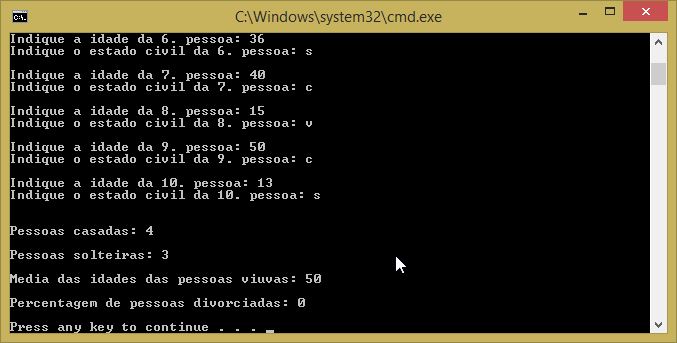 C:\Windows\system32\cmd.exe
Indique a idade da 6. pessoa: 36
Indique o estado civil da 6. pessoa: s
Indique a idade da 7. pessoa: 40
Indique o estado civil da 7. pessoa: c
Indique a idade da 8. pessoa: 15
Indique o estado civil da 8. pessoa: v
Indique a idade da 9. pessoa: 50
Indique o estado civil da 9. pessoa: c
Indique a idade da 10. pessoa: 13
Indique o estado civil da 10. pessoa: s
Pessoas casadas: 4
Pessoas solteiras: 3
Media das idades das pessoas viuvas: 50
Percentagem de pessoas divorciadas: 0
Press any key to continue . . . _